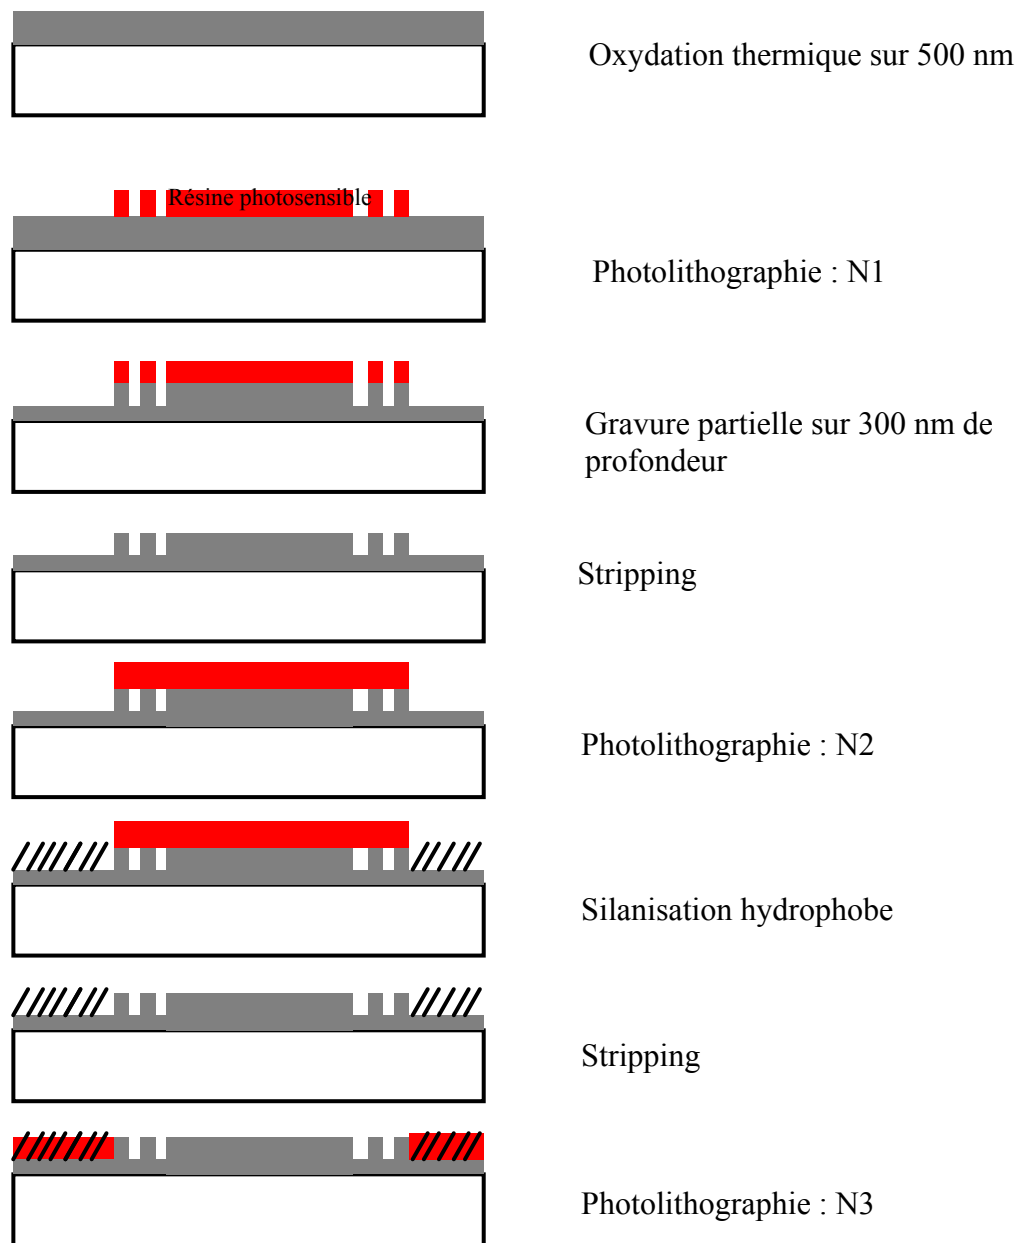 Oxydation thermique sur 500 nm
Résine photosensible
Photolithographie : N1
Gravure partielle sur 300 nm de
profondeur
Stripping
Photolithographie : N2
Silanisation hydrophobe
Stripping
Photolithographie : N3